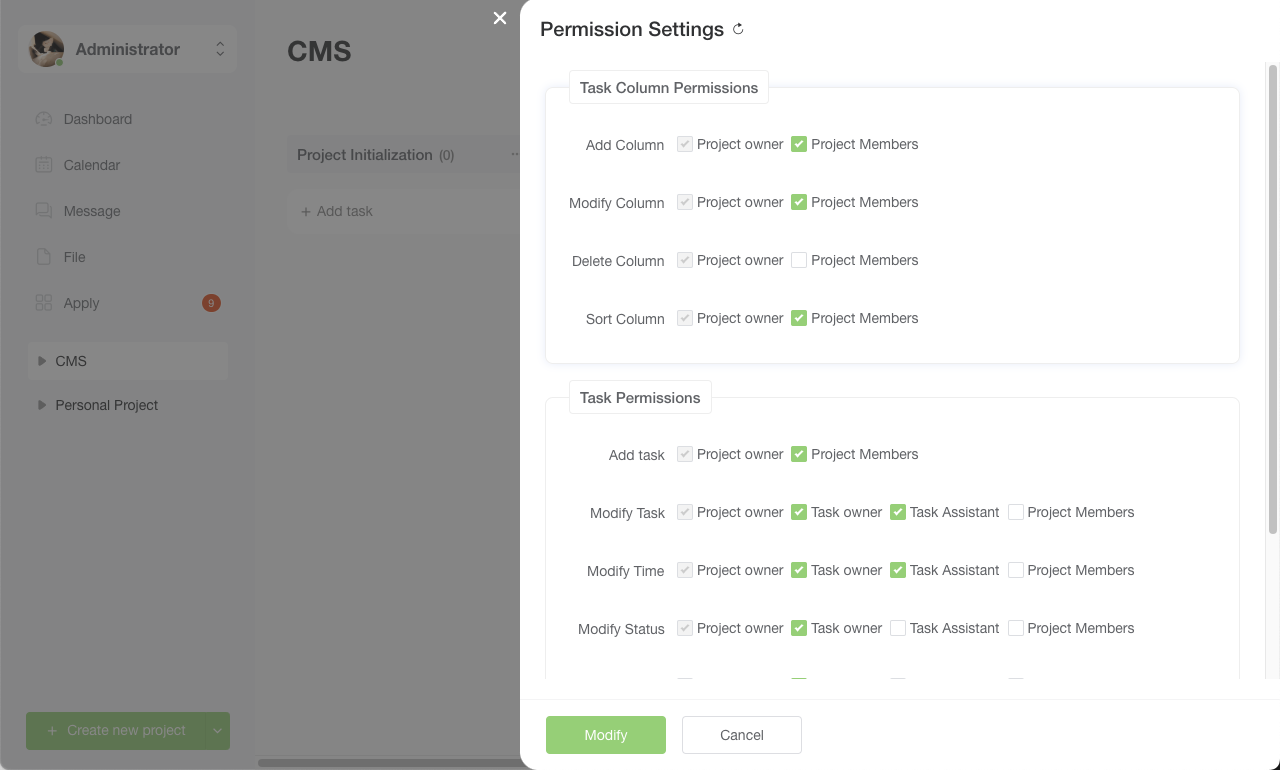 Administrator
Dashboard
Calendar
Message
File
Apply 9
CMS
Personal Project
+ Create new project
CMS
Project Initialization (0) ··
+ Add task
Permission Settings
Task Column Permissions
Add Column Project owner Project Members
Modify Column Project owner Project Members
Delete Column Project owner Project Members
Sort Column Project owner Project Members
Task Permissions
Add task Project owner Project Members
Modify Task Project owner Task owner Task Assistant Project Members
Modify Time Project owner Task owner Task Assistant Project Members
Modify Status Project owner Task owner Task Assistant Project Members
Modify Cancel